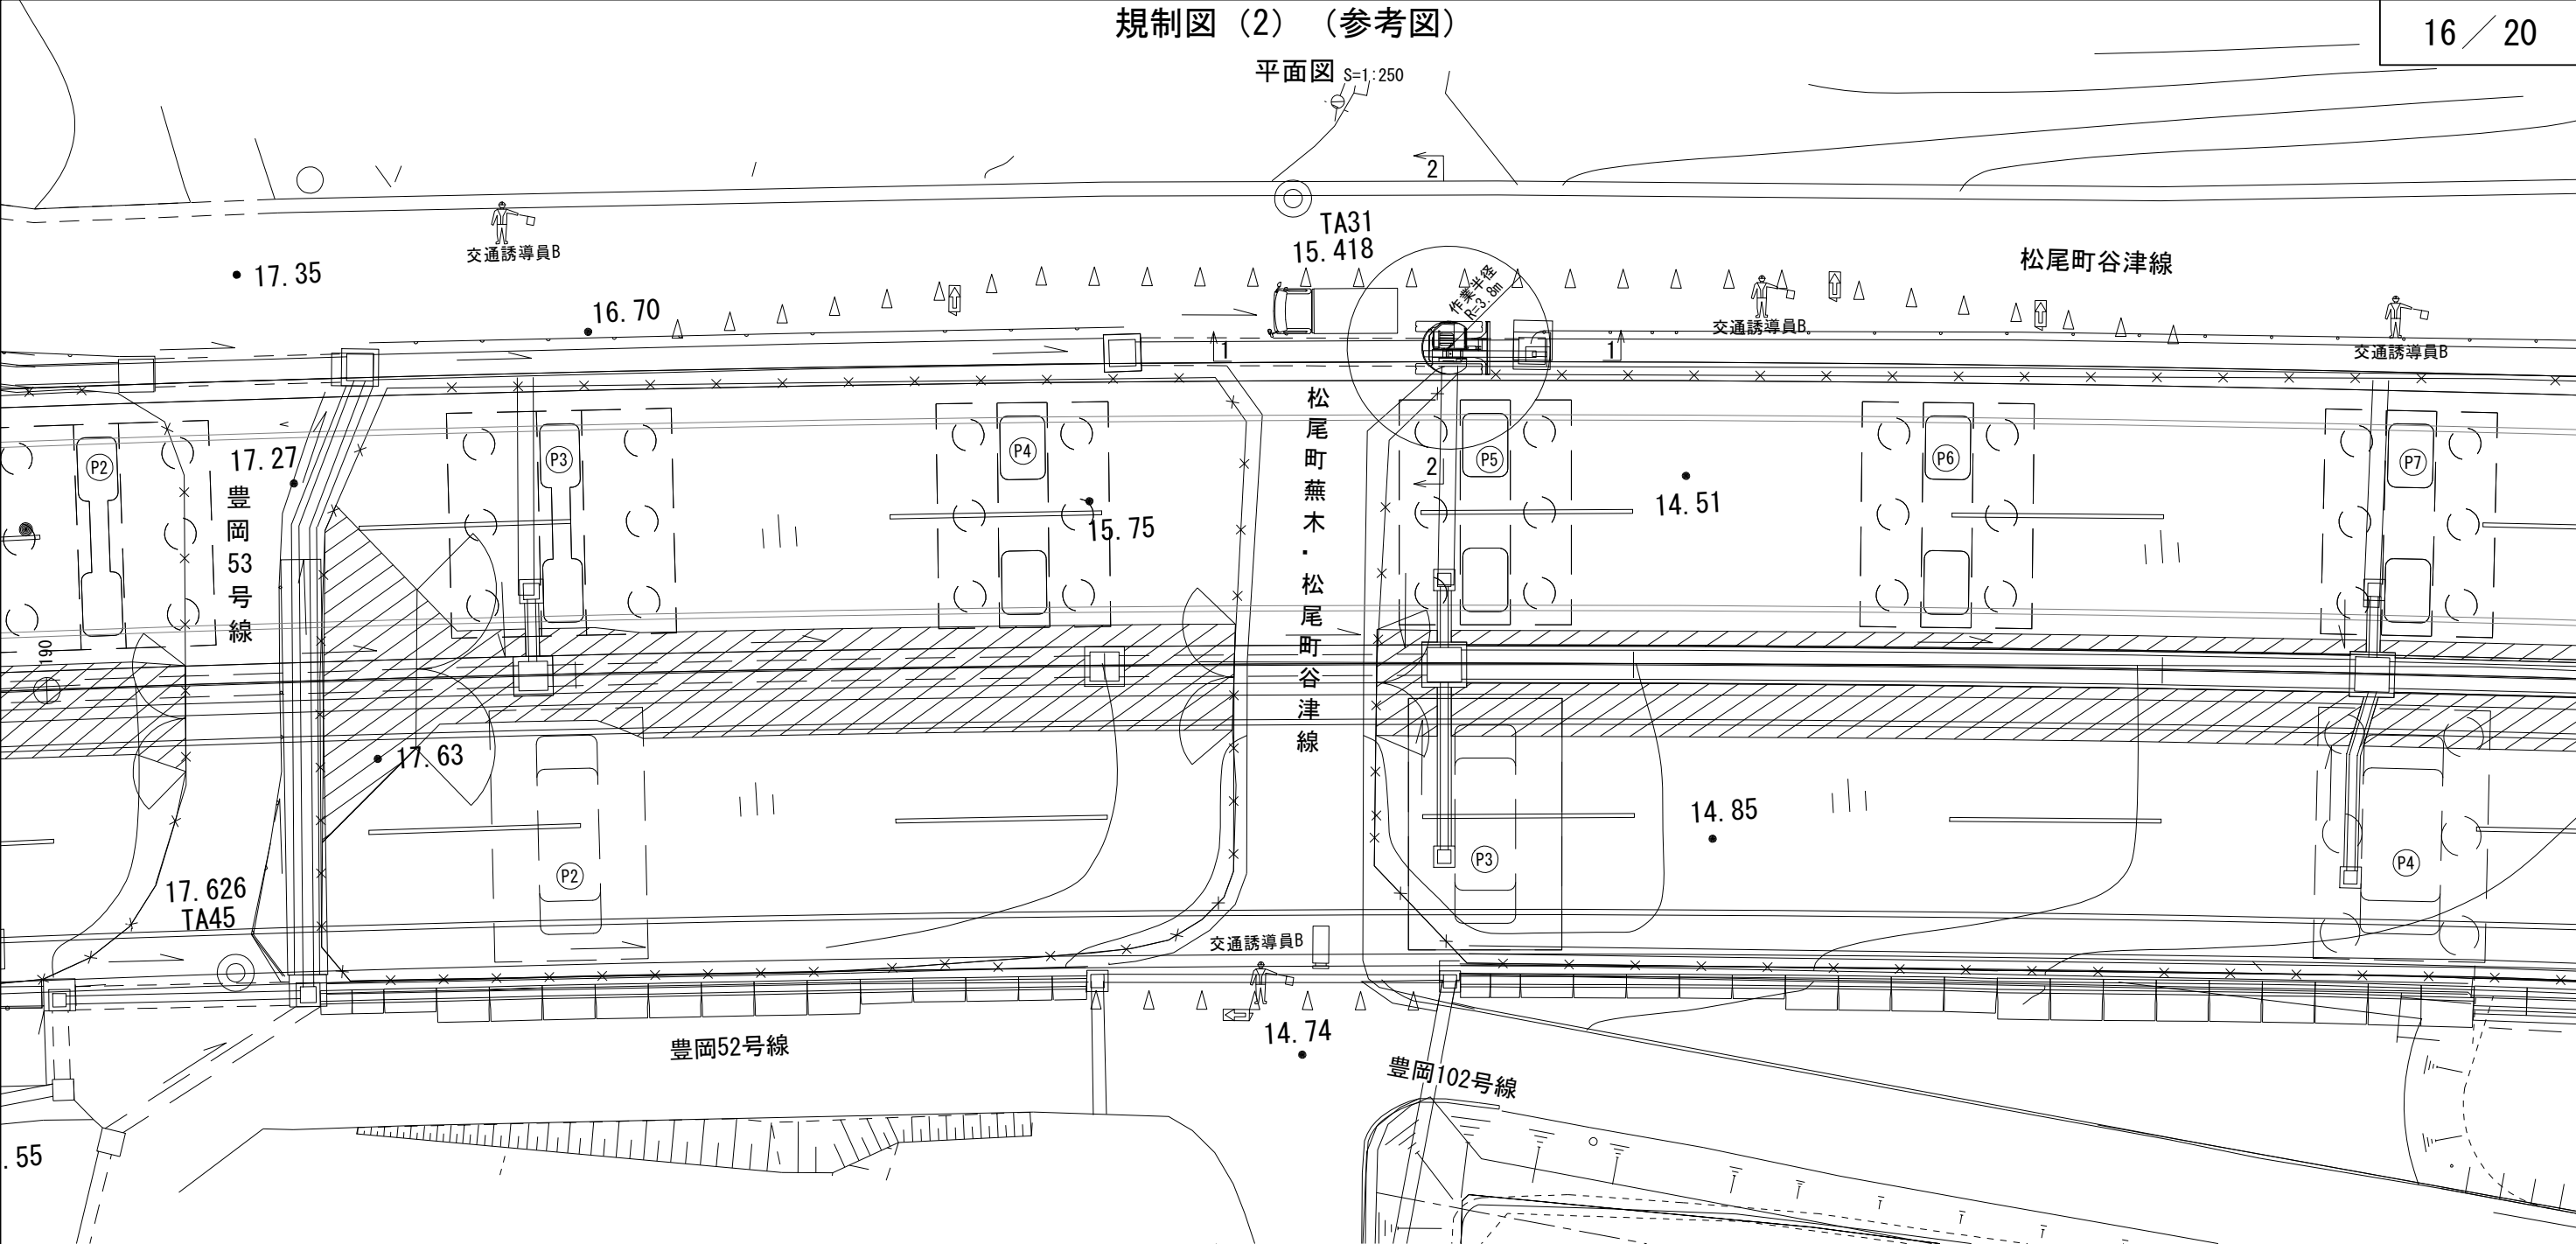 規制図（2）（参考図）
16／20
平面図 S=1:250
2
TA31
15.418
交通誘導員B
17.35
松尾町谷津線
作業半径
R=3.8m
16.70
交通誘導員B
交通誘導員B
1
1
松尾町蕪木・松尾町谷津線
17.27
豊岡53号線
P2
P3
P4
P5
P6
P7
2
15.75
14.51
190
17.63
14.85
P2
P3
P4
17.626
TA45
交通誘導員B
14.74
豊岡52号線
豊岡102号線
.55